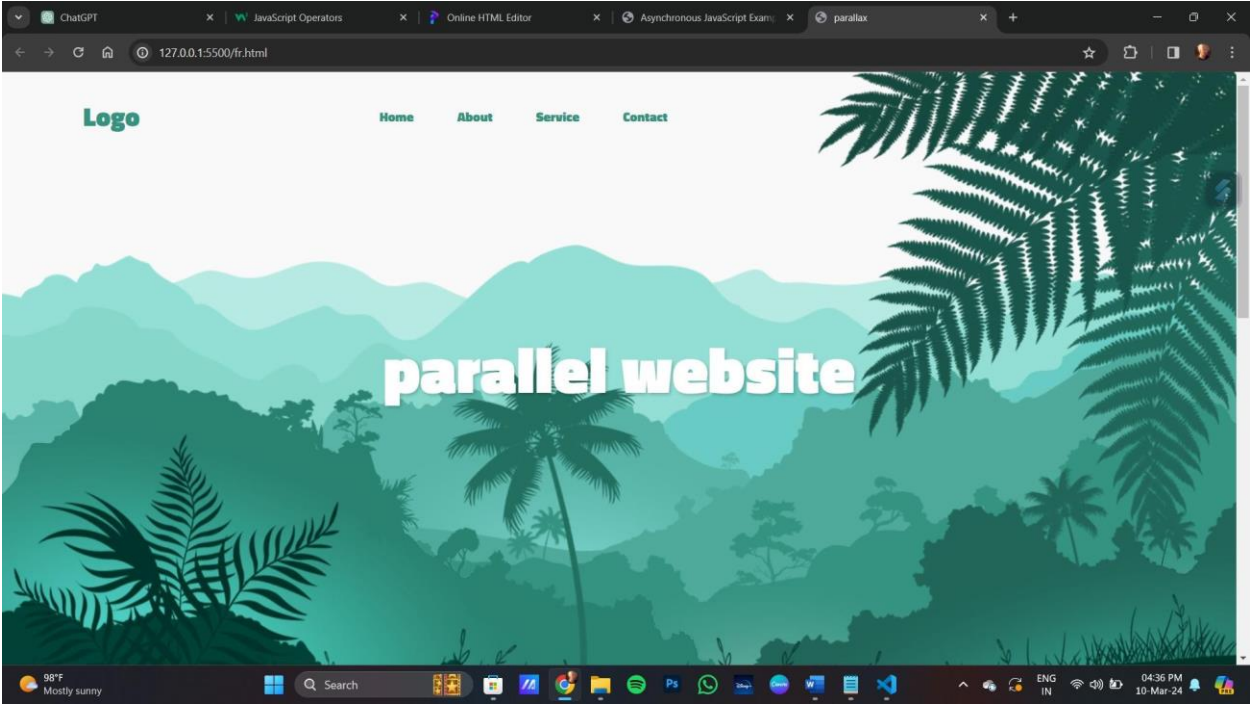 ChatGPT
JavaScript Operators
Online HTML Editor
Asynchronous JavaScript Examp
parallax
127.0.0.1:5500/fr.html
Logo
Home About Service Contact
parallel website
98°F
Mostly sunny
Search
Ps
ENG
IN
04:36 PM
10-Mar-24